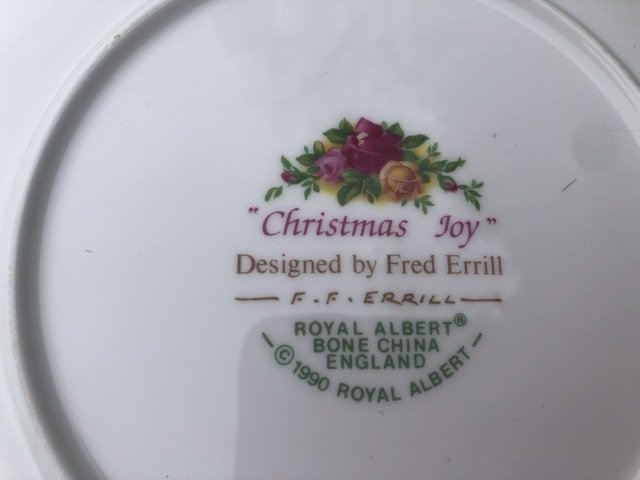 "Christmas Joy"
Designed by Fred Errill
F. F. ERRILL
ROYAL ALBERT®
BONE CHINA
ENGLAND
© 1990 ROYAL ALBERT